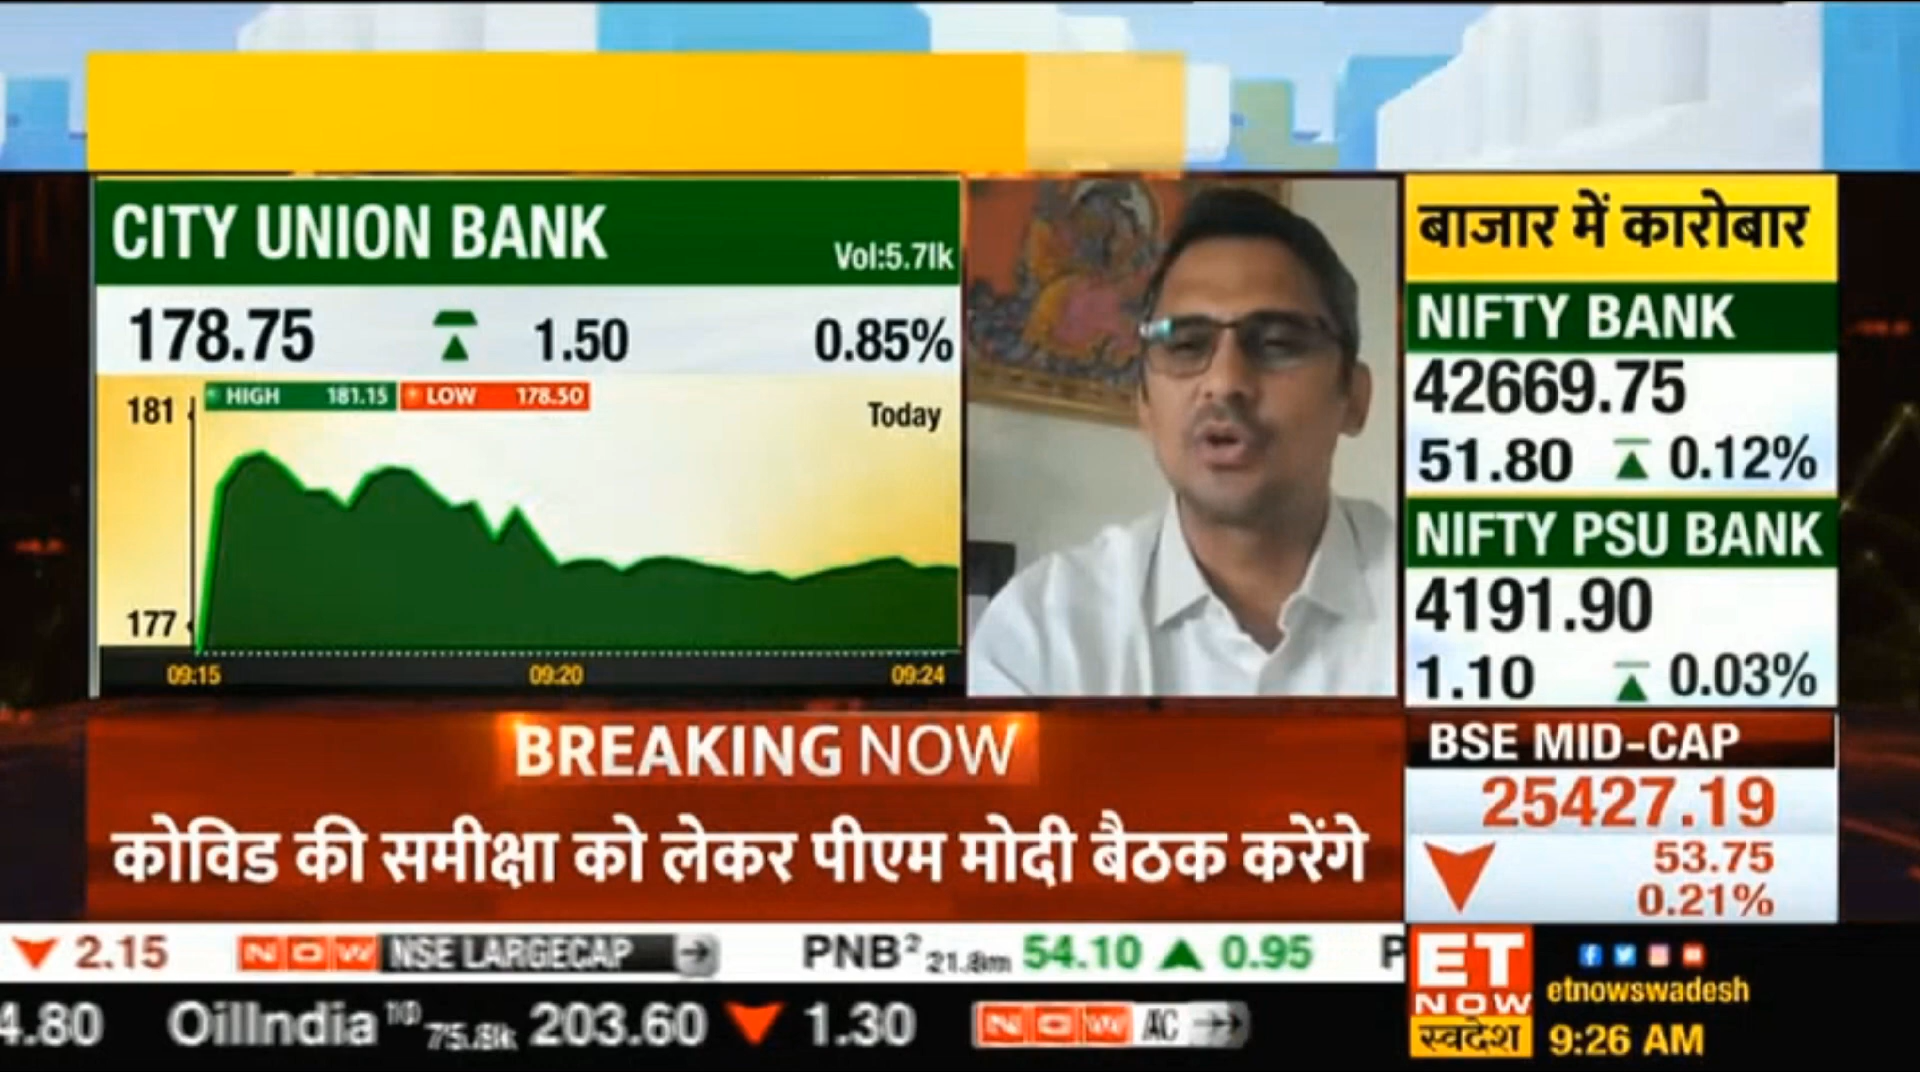 CITY UNION BANK
Vol:5.7lk
178.75 1.50 0.85%
HIGH 181.15 LOW 178.50
Today
181
177
09:15 09:20 09:24
बाजार में कारोबार
NIFTY BANK
42669.75
51.80 0.12%
NIFTY PSU BANK
4191.90
1.10 0.03%
BSE MID-CAP
25427.19
53.75
0.21%
BREAKING NOW
कोविड की समीक्षा को लेकर पीएम मोदी बैठक करेंगे
2.15 NOW NSE LARGECAP PNB² 21.8m 54.10 0.95 P
4.80 OilIndia 75.8lk 203.60 1.30 NOW AC
ET
NOW
स्वदेश
etnowswadesh
9:26 AM